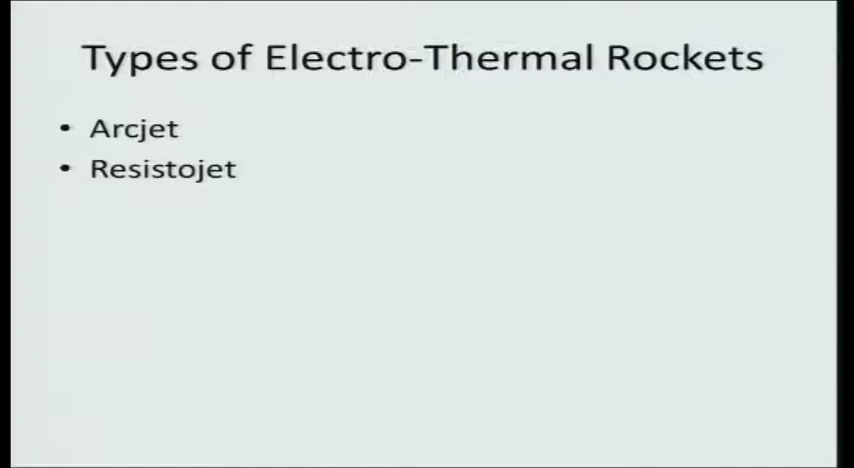 Types of Electro-Thermal Rockets
• Arcjet
• Resistojet